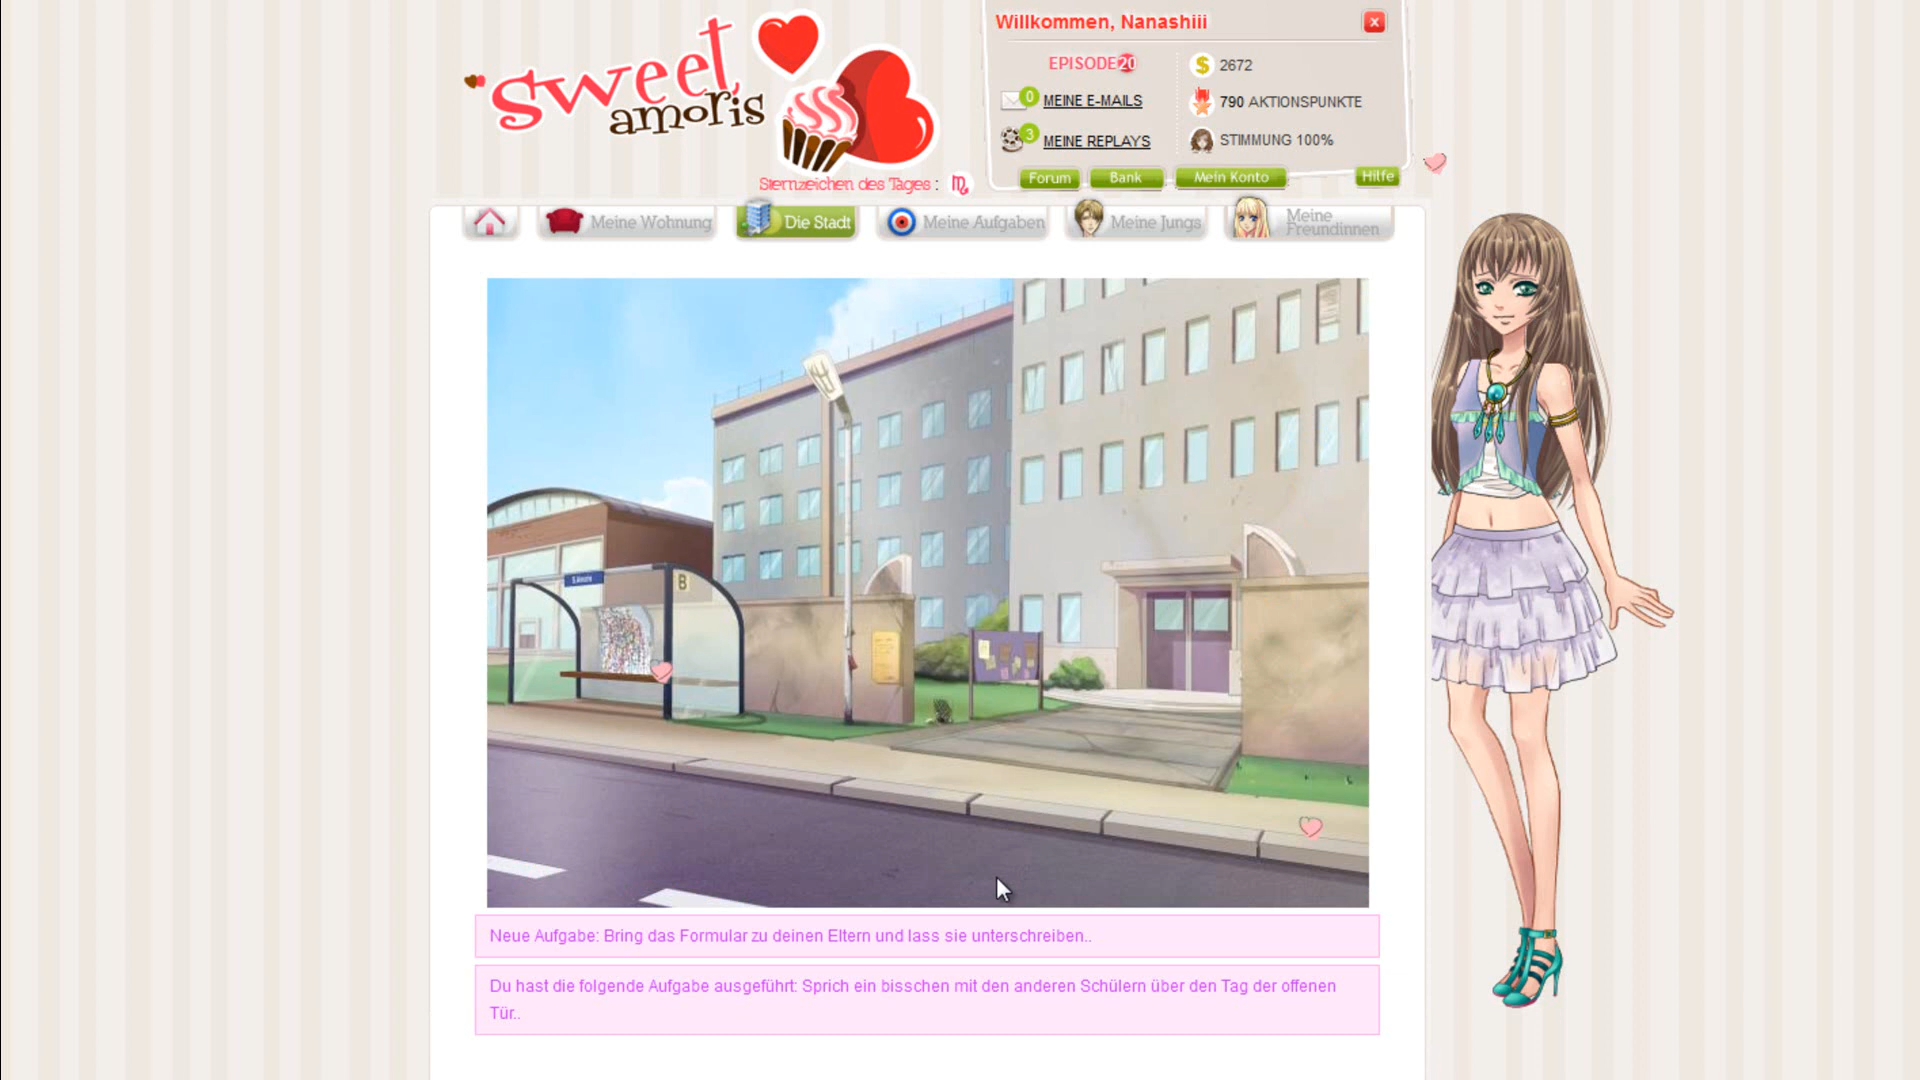 sweet
amoris
Sternzeichen des Tages :
Willkommen, Nanashiii
x
EPISODE20
0 MEINE E-MAILS
3 MEINE REPLAYS
$ 2672
790 AKTIONSPUNKTE
STIMMUNG 100%
Forum
Bank
Mein Konto
Hilfe
Meine Wohnung
Die Stadt
Meine Aufgaben
Meine Jungs
Meine
Freundinnen
B
Neue Aufgabe: Bring das Formular zu deinen Eltern und lass sie unterschreiben..
Du hast die folgende Aufgabe ausgeführt: Sprich ein bisschen mit den anderen Schülern über den Tag der offenen
Tür..